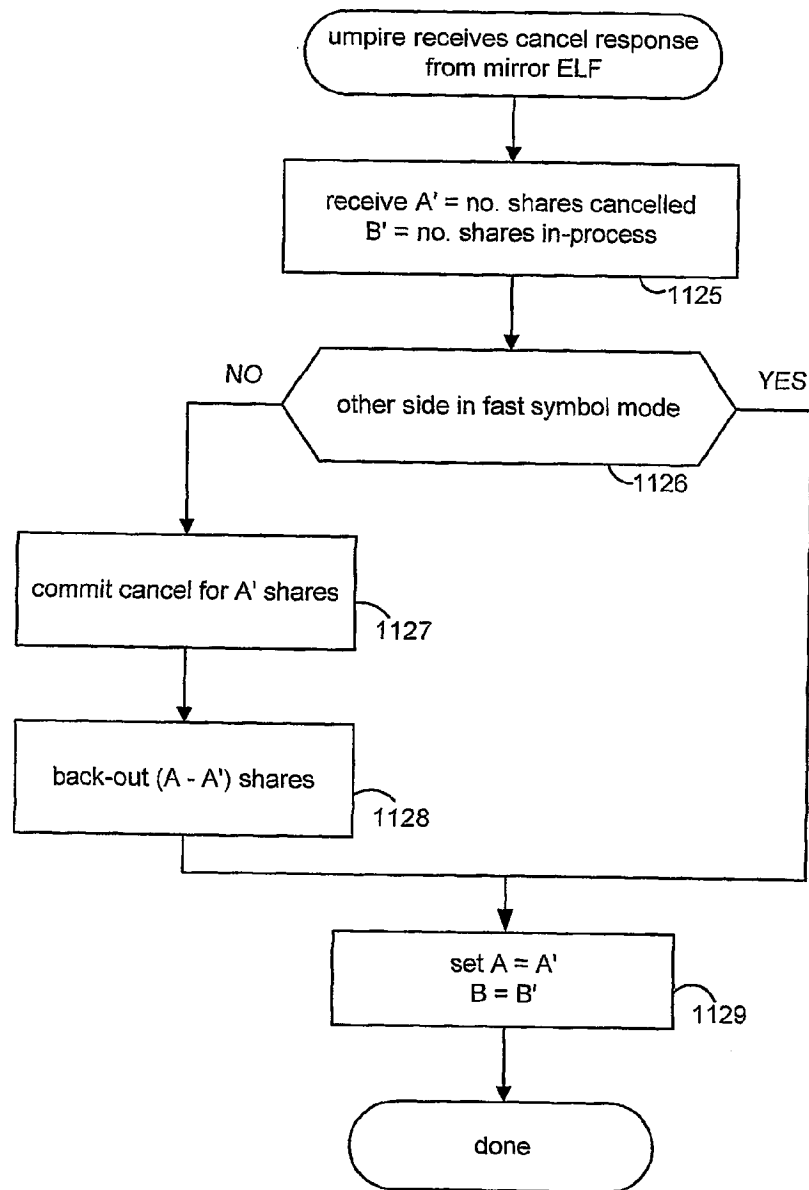 umpire receives cancel response
from mirror ELF
receive A' = no. shares cancelled
B' = no. shares in-process
1125
NO
YES
other side in fast symbol mode
1126
commit cancel for A' shares
1127
back-out (A - A') shares
1128
set A = A'
B = B'
1129
done